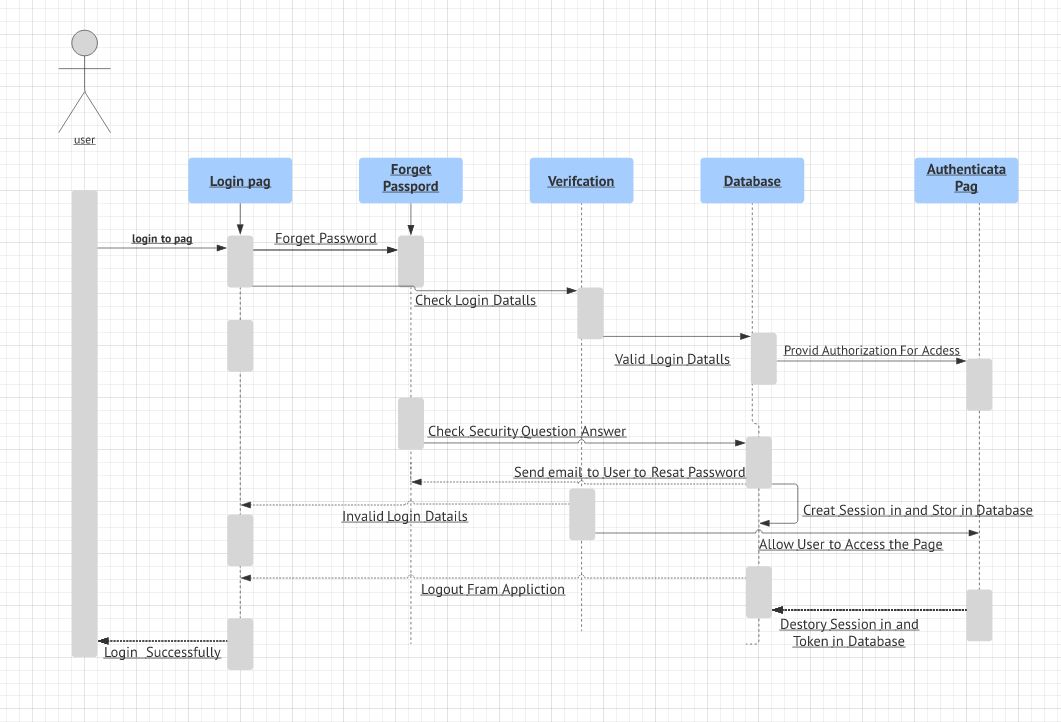 user
Login pag
Forget
Passpord
Verifcation
Database
Authenticata
Pag
login to pag
Forget Password
Check Login Datalls
Valid Login Datalls
Provid Authorization For Acdess
Check Security Question Answer
Send email to User to Resat Password
Creat Session in and Stor in Database
Invalid Login Datails
Allow User to Access the Page
Logout Fram Appliction
Destory Session in and
Token in Database
Login Successfully